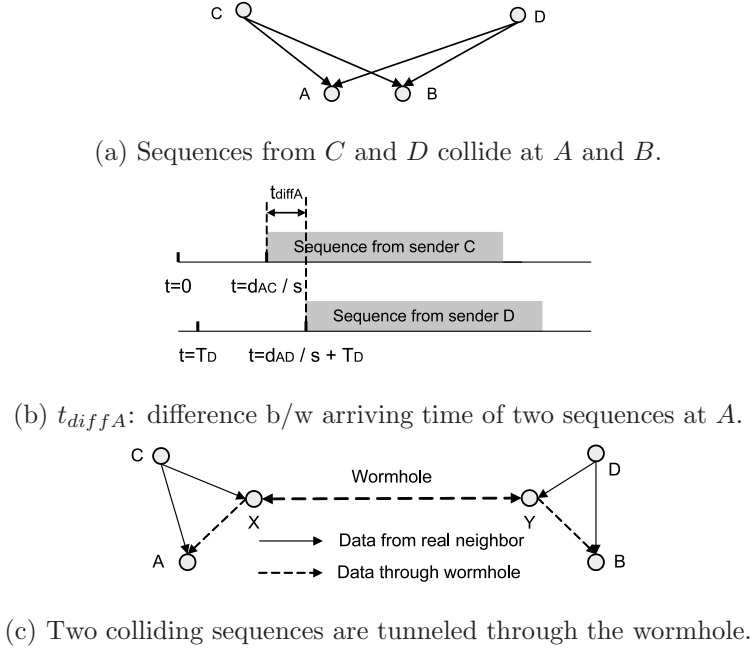 C
D
A
B
(a) Sequences from C and D collide at A and B.
tdiffA
Sequence from sender C
t=0
t=dAC / s
Sequence from sender D
t=TD
t=dAD / s + TD
(b) tdiffA: difference b/w arriving time of two sequences at A.
C
D
Wormhole
X
Y
A
B
Data from real neighbor
Data through wormhole
(c) Two colliding sequences are tunneled through the wormhole.